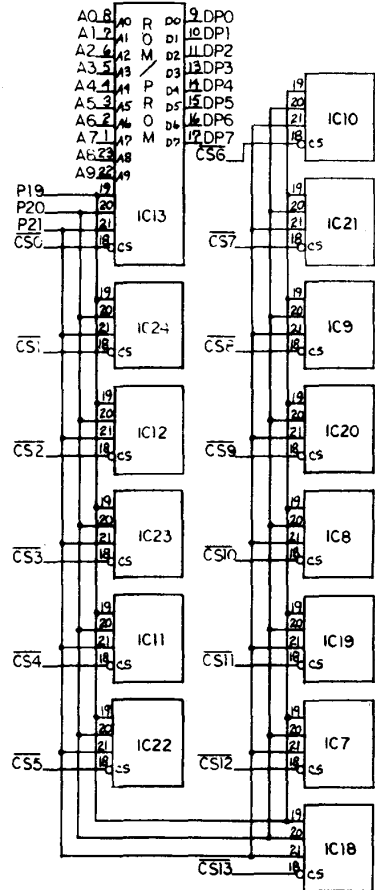 A0 8 A0 R D0 9 DP0
A1 7 A1 O D1 10 DP1
A2 6 A2 M D2 11 DP2
A3 5 A3 / D3 13 DP3
A4 4 A4 P D4 14 DP4
A5 3 A5 R D5 15 DP5
A6 2 A6 O D6 16 DP6
A7 1 A7 M D7 17 DP7
A8 23 A8
A9 22 A9
P19 19
P20 20
P21 21 IC13
CS0 18 CS
19
20
21 IC24
CS1 18 CS
19
20
21 IC12
CS2 18 CS
19
20
21 IC23
CS3 18 CS
19
20
21 IC11
CS4 18 CS
19
20
21 IC22
CS5 18 CS
19
20
21 IC10
CS6 18
19
20
21 IC21
CS7 18 CS
19
20
21 IC9
CS8 18 CS
19
20
21 IC20
CS9 18 CS
19
20
21 IC8
CS10 18 CS
19
20
21 IC19
CS11 18 CS
19
20
21 IC7
CS12 18 CS
19
20
21 IC18
CS13 18 CS